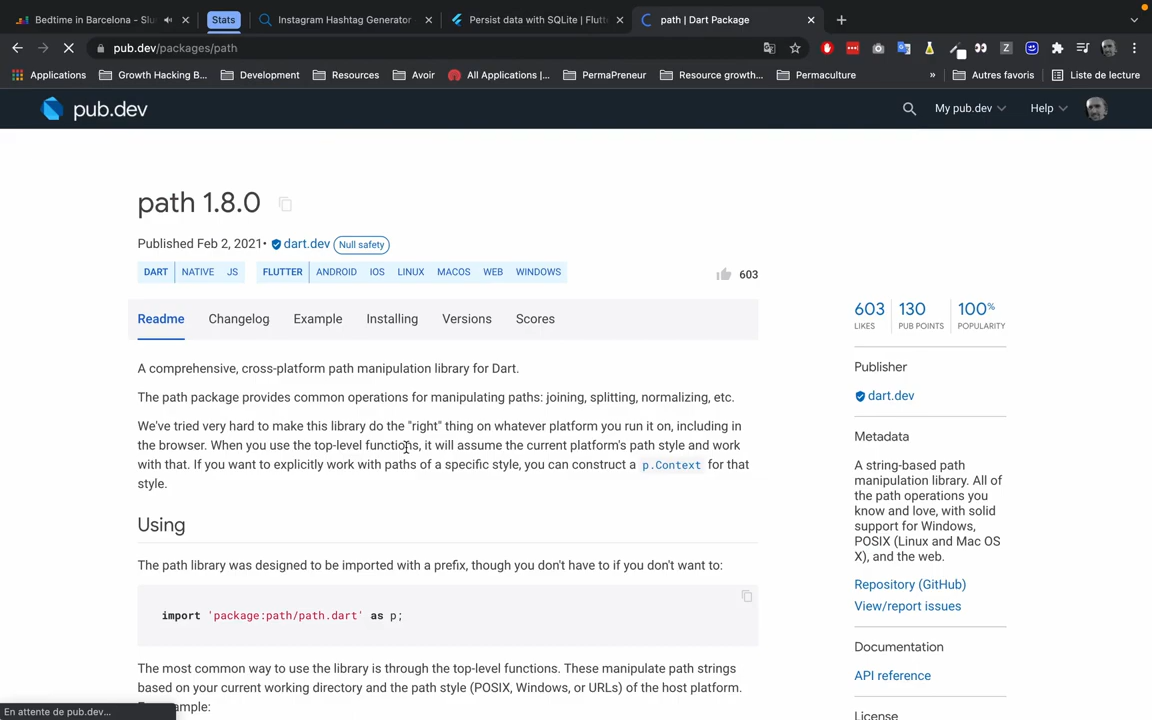 Bedtime in Barcelona - Slu
Stats
Instagram Hashtag Generator
Persist data with SQLite | Flutt
path | Dart Package
pub.dev/packages/path
Applications
Growth Hacking B...
Development
Resources
Avoir
All Applications |...
PermaPreneur
Resource growth...
Permaculture
»
Autres favoris
Liste de lecture
pub.dev
My pub.dev
Help
path 1.8.0
Published Feb 2, 2021• dart.dev Null safety
DART NATIVE JS FLUTTER ANDROID IOS LINUX MACOS WEB WINDOWS
603
Readme Changelog Example Installing Versions Scores
A comprehensive, cross-platform path manipulation library for Dart.
The path package provides common operations for manipulating paths: joining, splitting, normalizing, etc.
We've tried very hard to make this library do the "right" thing on whatever platform you run it on, including in
the browser. When you use the top-level functions, it will assume the current platform's path style and work
with that. If you want to explicitly work with paths of a specific style, you can construct a p.Context for that
style.
Using
The path library was designed to be imported with a prefix, though you don't have to if you don't want to:
import 'package:path/path.dart' as p;
The most common way to use the library is through the top-level functions. These manipulate path strings
based on your current working directory and the path style (POSIX, Windows, or URLs) of the host platform.
ample:
603 130 100%
LIKES PUB POINTS POPULARITY
Publisher
dart.dev
Metadata
A string-based path
manipulation library. All of
the path operations you
know and love, with solid
support for Windows,
POSIX (Linux and Mac OS
X), and the web.
Repository (GitHub)
View/report issues
Documentation
API reference
License
En attente de pub.dev...